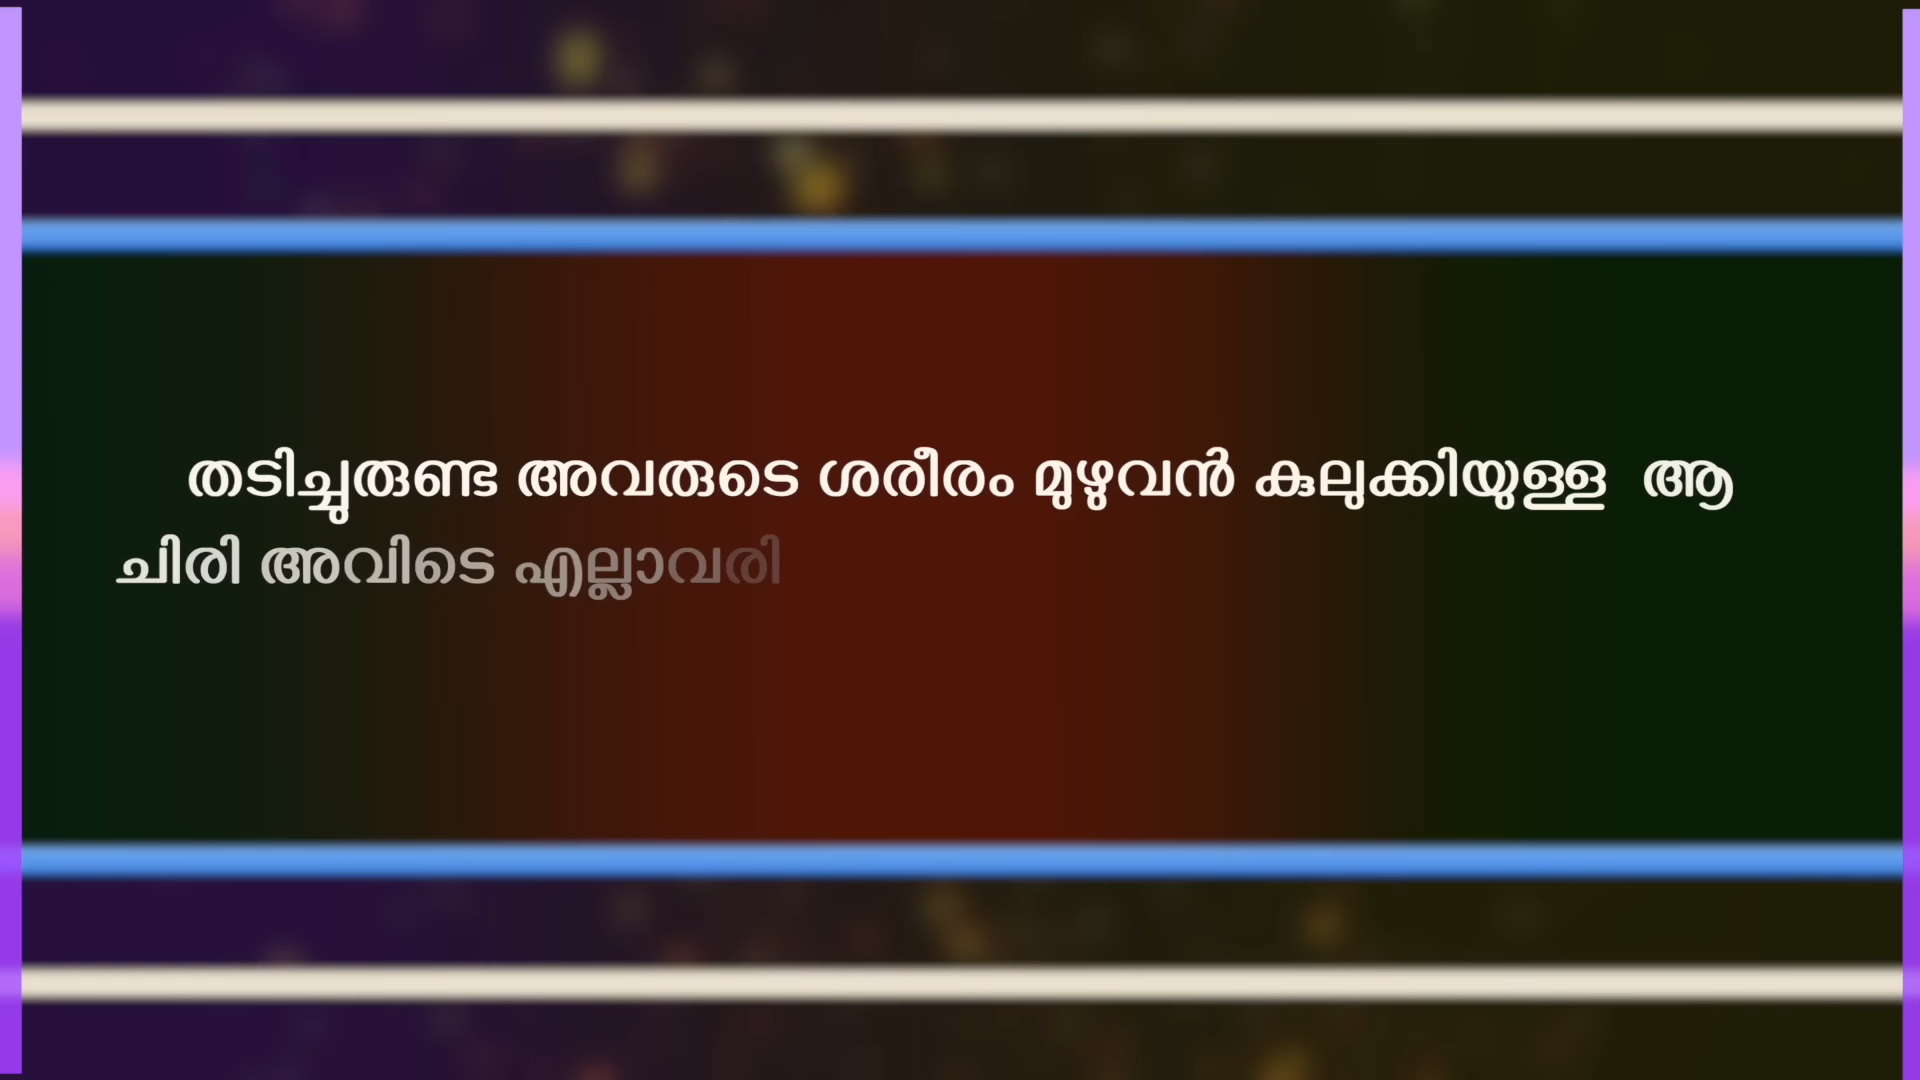 തടിച്ചുതുണ്ട അവരുടെ ശരീരം മുഴുവൻ കുലുക്കിയുള്ള ആ
ചിരി അവിടെ എല്ലാവരി